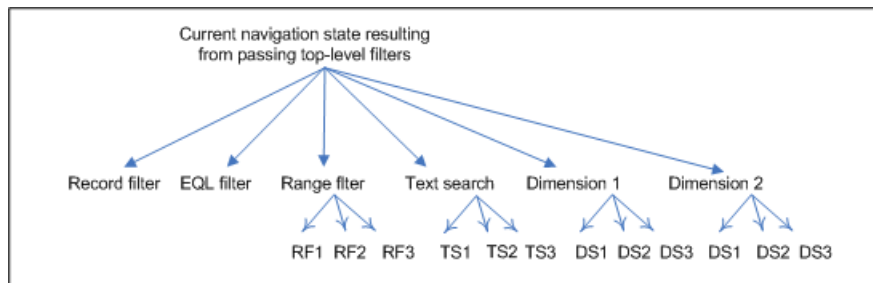 Current navigation state resulting
from passing top-level filters
Record filter EQL filter Range flter Text search Dimension 1 Dimension 2
RF1 RF2 RF3 TS1 TS2 TS3 DS1 DS2 DS3 DS1 DS2 DS3